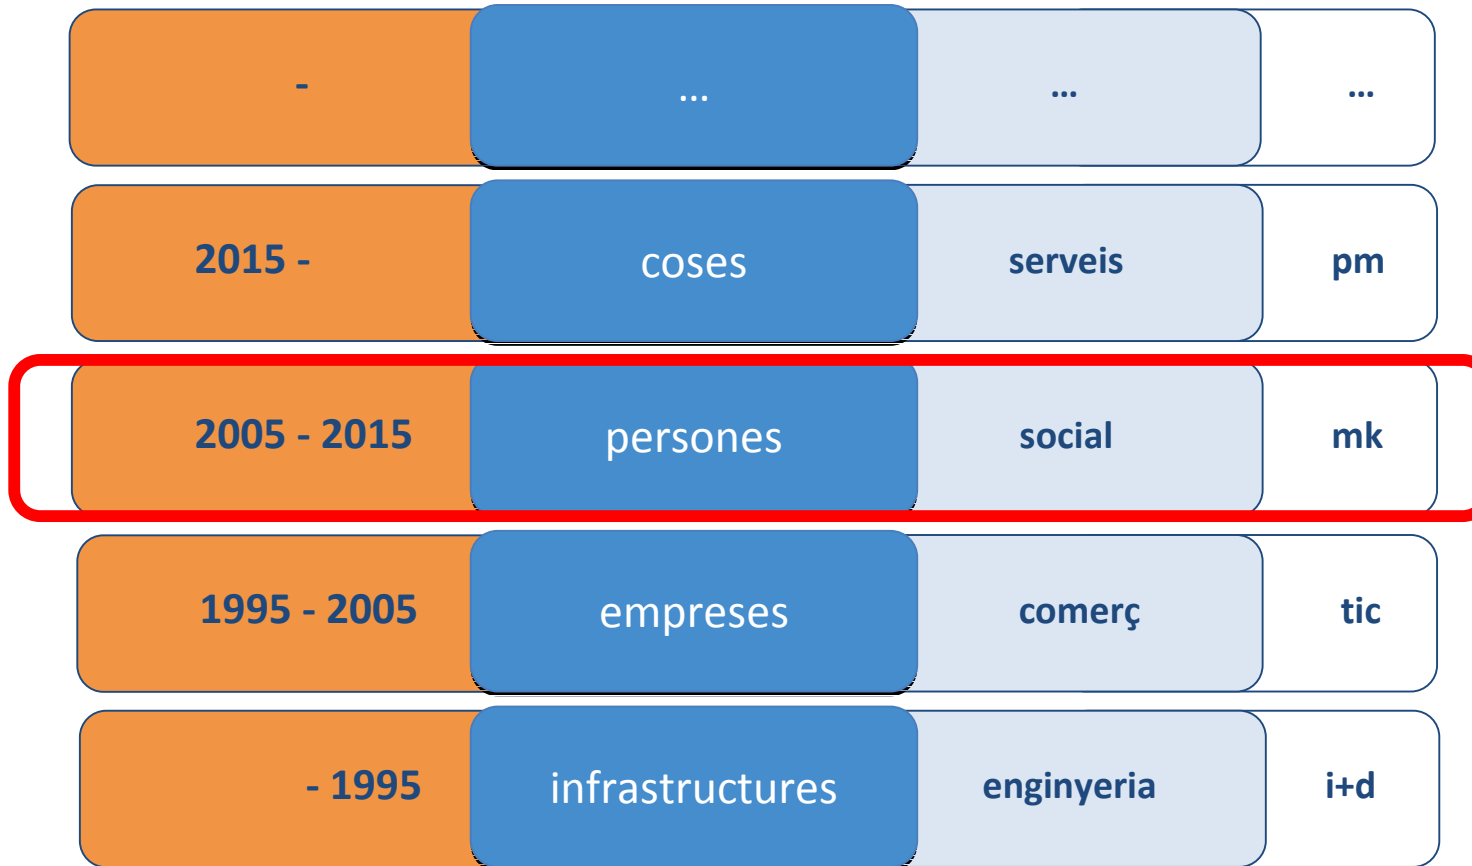 - … … …
2015 - coses serveis pm
2005 - 2015 persones social mk
1995 - 2005 empreses comerç tic
- 1995 infrastructures enginyeria i+d